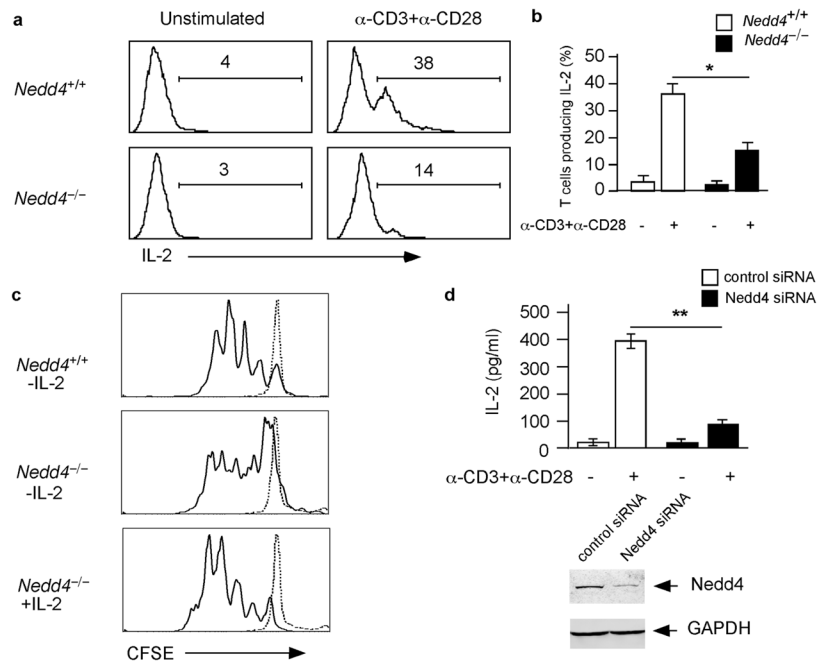 a
Unstimulated
α-CD3+α-CD28
Nedd4+/+
4
38
Nedd4–/–
3
14
IL-2
b
Nedd4+/+
Nedd4–/–
T cells producing IL-2 (%)
50
40
30
20
10
0
*
α-CD3+α-CD28 - + - +
c
Nedd4+/+
-IL-2
Nedd4–/–
-IL-2
Nedd4–/–
+IL-2
CFSE
d
control siRNA
Nedd4 siRNA
IL-2 (pg/ml)
500
400
300
200
100
0
**
α-CD3+α-CD28 - + - +
control siRNA
Nedd4 siRNA
Nedd4
GAPDH